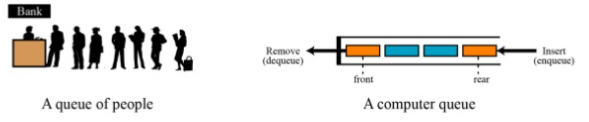 Bank
Remove
(dequeue)
Insert
(enqueue)
front
rear
A queue of people
A computer queue